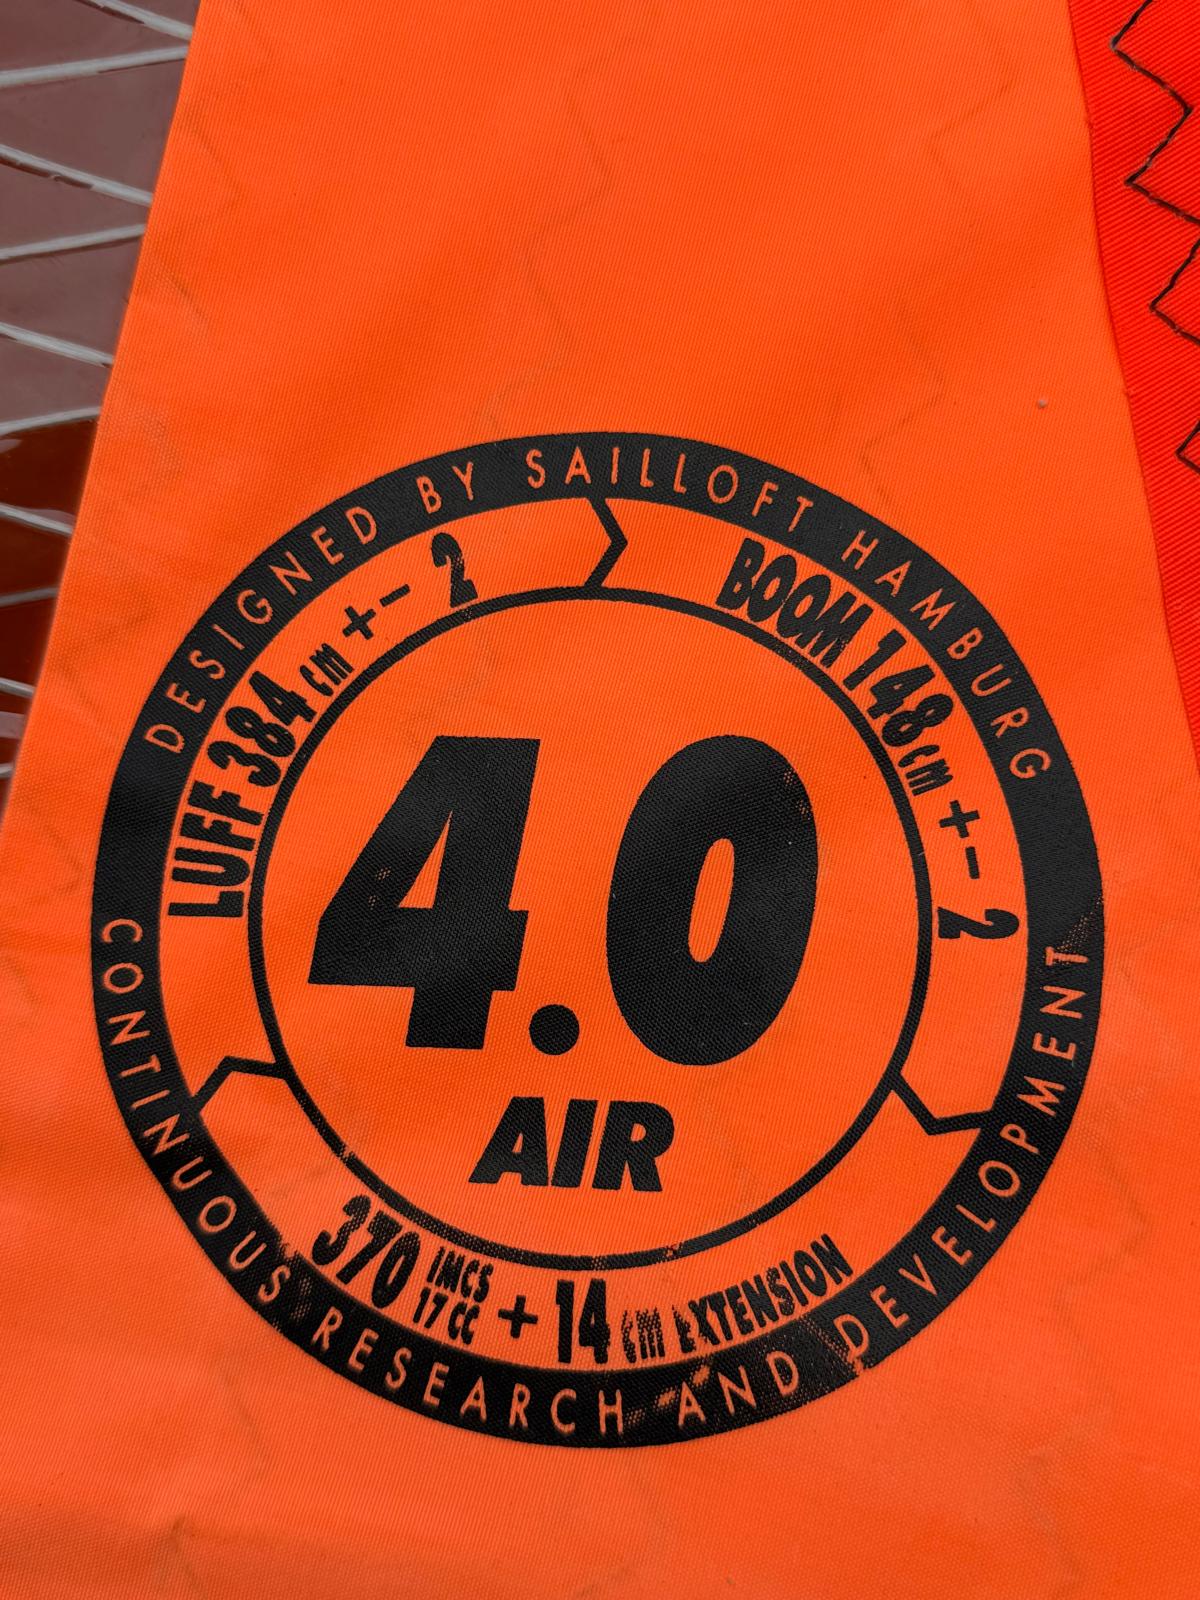 DESIGNED BY SAILLOFT HAMBURG
LUFF 384 cm +- 2
BOOM 148 cm +- 2
4.0
AIR
370 IMCS 17 CC + 14 cm EXTENSION
CONTINUOUS RESEARCH AND DEVELOPMENT